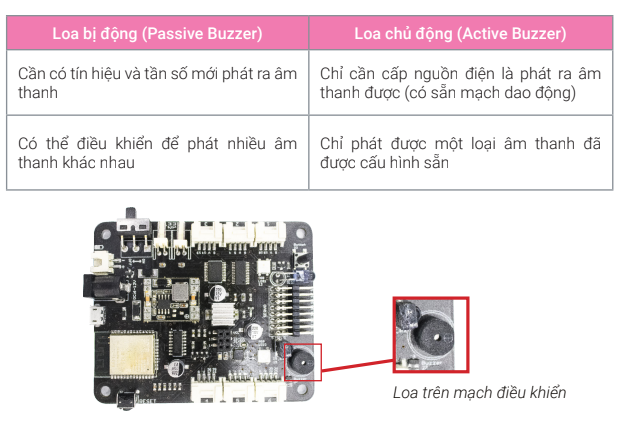 Loa bị động (Passive Buzzer)
Loa chủ động (Active Buzzer)
Cần có tín hiệu và tần số mới phát ra âm
thanh
Chỉ cần cấp nguồn điện là phát ra âm
thanh được (có sẵn mạch dao động)
Có thể điều khiển để phát nhiều âm
thanh khác nhau
Chỉ phát được một loại âm thanh đã
được cấu hình sẵn
Button
RESET
Buzzer
Loa trên mạch điều khiển